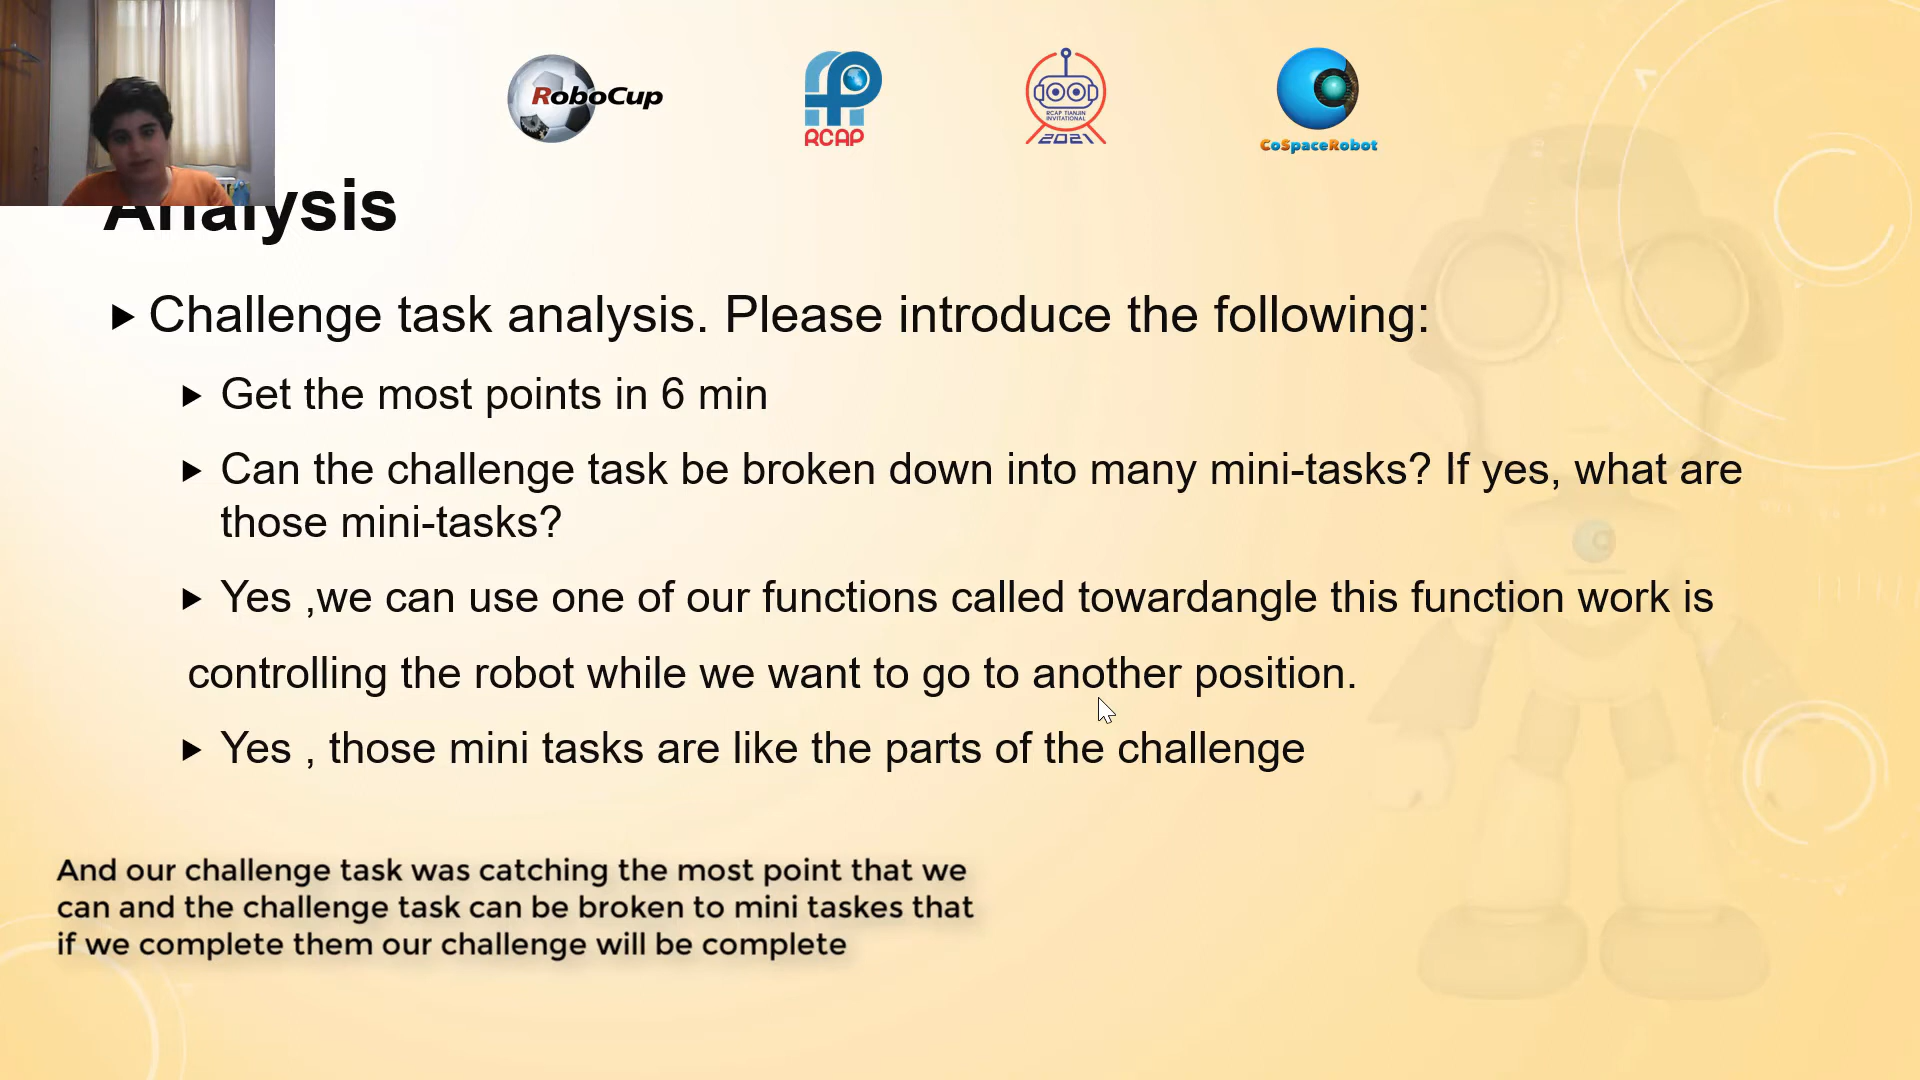 RoboCup
RCAP
RCAP TIANJIN
INVITATIONAL
2021
CoSpaceRobot
Analysis
Challenge task analysis. Please introduce the following:
Get the most points in 6 min
Can the challenge task be broken down into many mini-tasks? If yes, what are
those mini-tasks?
Yes ,we can use one of our functions called towardangle this function work is
controlling the robot while we want to go to another position.
Yes , those mini tasks are like the parts of the challenge
And our challenge task was catching the most point that we
can and the challenge task can be broken to mini taskes that
if we complete them our challenge will be complete